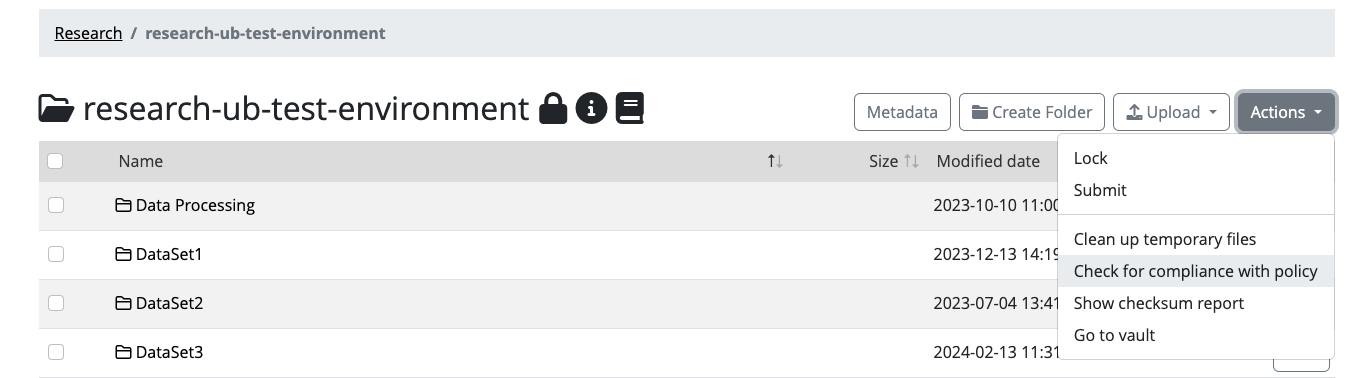 Research / research-ub-test-environment
research-ub-test-environment
Metadata Create Folder Upload Actions
Name Size Modified date
Lock
Submit
Clean up temporary files
Check for compliance with policy
Show checksum report
Go to vault
Data Processing 2023-10-10 11:00
DataSet1 2023-12-13 14:19
DataSet2 2023-07-04 13:41
DataSet3 2024-02-13 11:31